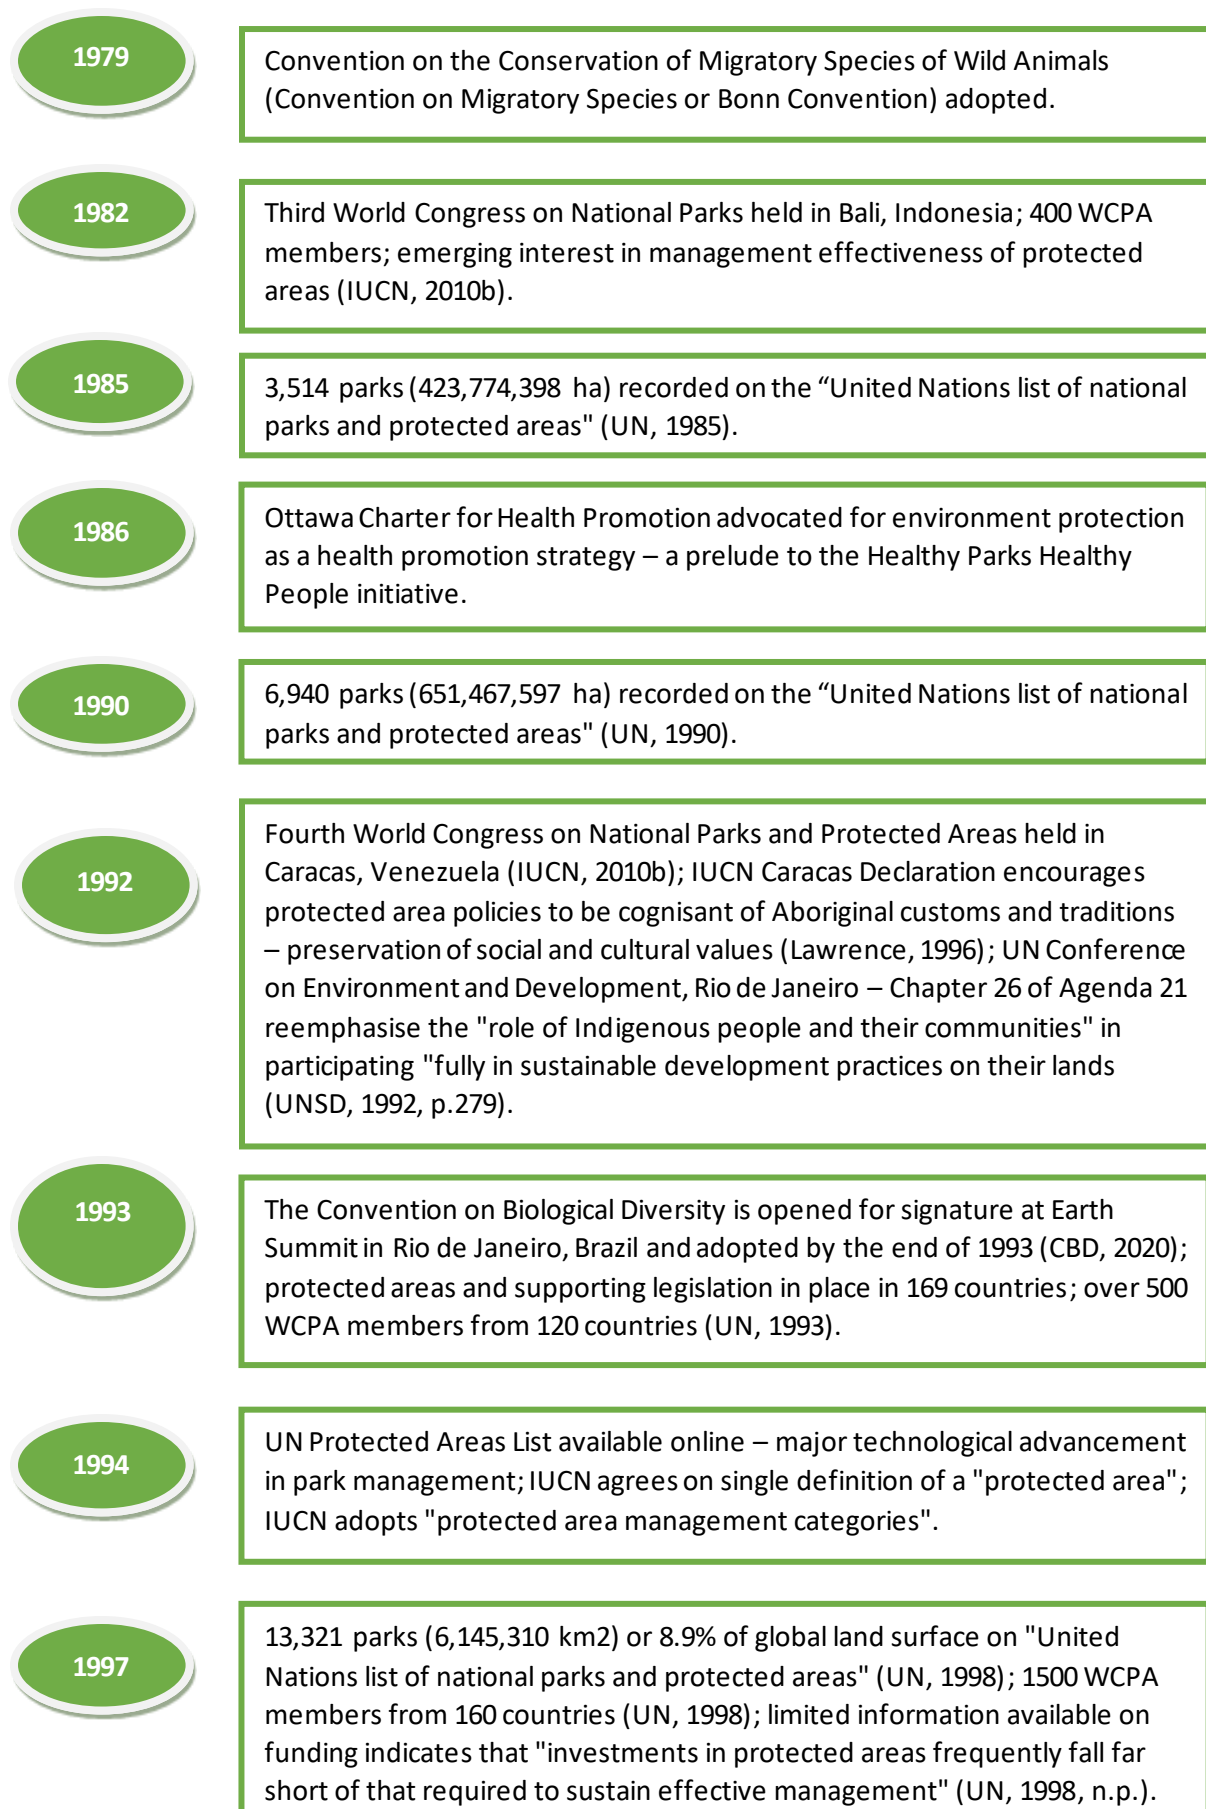 1979
Convention on the Conservation of Migratory Species of Wild Animals
(Convention on Migratory Species or Bonn Convention) adopted.
1982
Third World Congress on National Parks held in Bali, Indonesia; 400 WCPA
members; emerging interest in management effectiveness of protected
areas (IUCN, 2010b).
1985
3,514 parks (423,774,398 ha) recorded on the “United Nations list of national
parks and protected areas" (UN, 1985).
1986
Ottawa Charter for Health Promotion advocated for environment protection
as a health promotion strategy – a prelude to the Healthy Parks Healthy
People initiative.
1990
6,940 parks (651,467,597 ha) recorded on the “United Nations list of national
parks and protected areas" (UN, 1990).
1992
Fourth World Congress on National Parks and Protected Areas held in
Caracas, Venezuela (IUCN, 2010b); IUCN Caracas Declaration encourages
protected area policies to be cognisant of Aboriginal customs and traditions
– preservation of social and cultural values (Lawrence, 1996); UN Conference
on Environment and Development, Rio de Janeiro – Chapter 26 of Agenda 21
reemphasise the "role of Indigenous people and their communities" in
participating "fully in sustainable development practices on their lands
(UNSD, 1992, p.279).
1993
The Convention on Biological Diversity is opened for signature at Earth
Summit in Rio de Janeiro, Brazil and adopted by the end of 1993 (CBD, 2020);
protected areas and supporting legislation in place in 169 countries; over 500
WCPA members from 120 countries (UN, 1993).
1994
UN Protected Areas List available online – major technological advancement
in park management; IUCN agrees on single definition of a "protected area";
IUCN adopts "protected area management categories".
1997
13,321 parks (6,145,310 km2) or 8.9% of global land surface on "United
Nations list of national parks and protected areas" (UN, 1998); 1500 WCPA
members from 160 countries (UN, 1998); limited information available on
funding indicates that "investments in protected areas frequently fall far
short of that required to sustain effective management" (UN, 1998, n.p.).